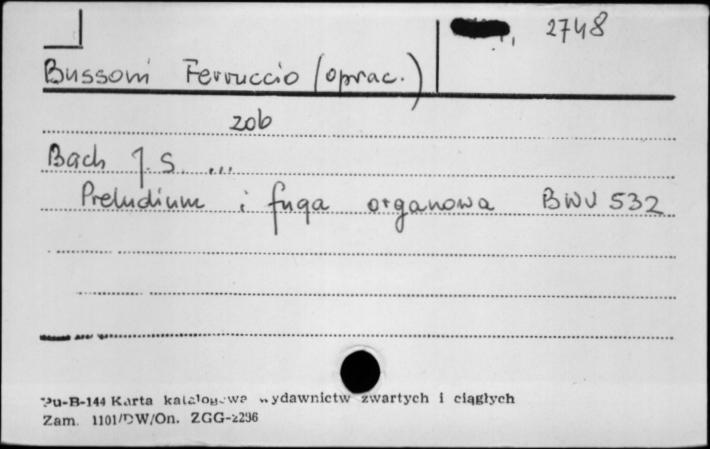 2748
Bussoni Ferruccio (oprac.)
zob
Bach J. S. ...
Preludium i fuga organowa BWV 532
Pu-B-144 Karta katalogowa wydawnictw zwartych i ciągłych
Zam. 1101/DW/On. ZGG-2296